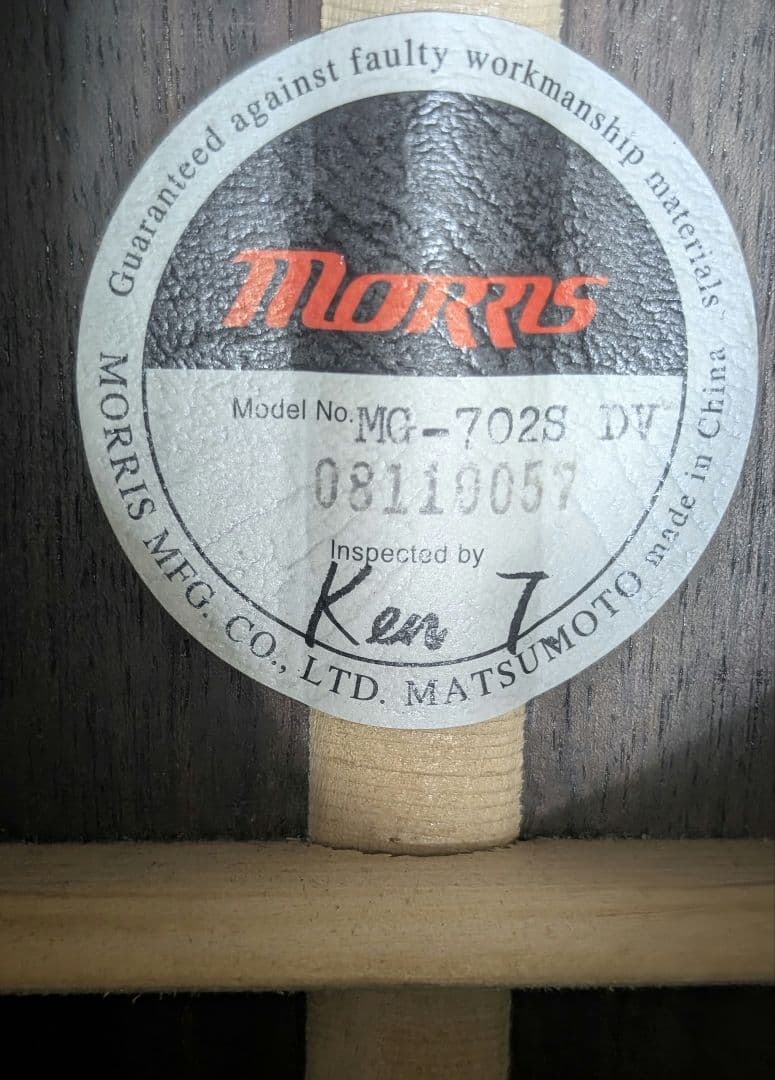 Guaranteed against faulty workmanship materials
MORRIS
Model No. MG-702S DV
08110057
Inspected by
Ken T.
MORRIS MFG. CO., LTD. MATSUMOTO made in China